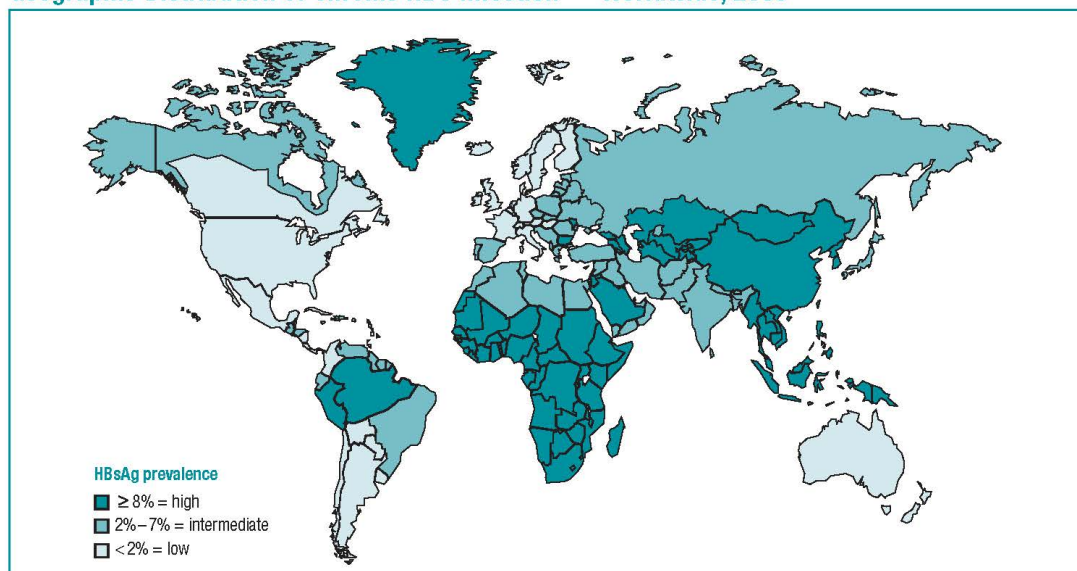 HBsAg prevalence
≥ 8% = high
2%–7% = intermediate
<2% = low